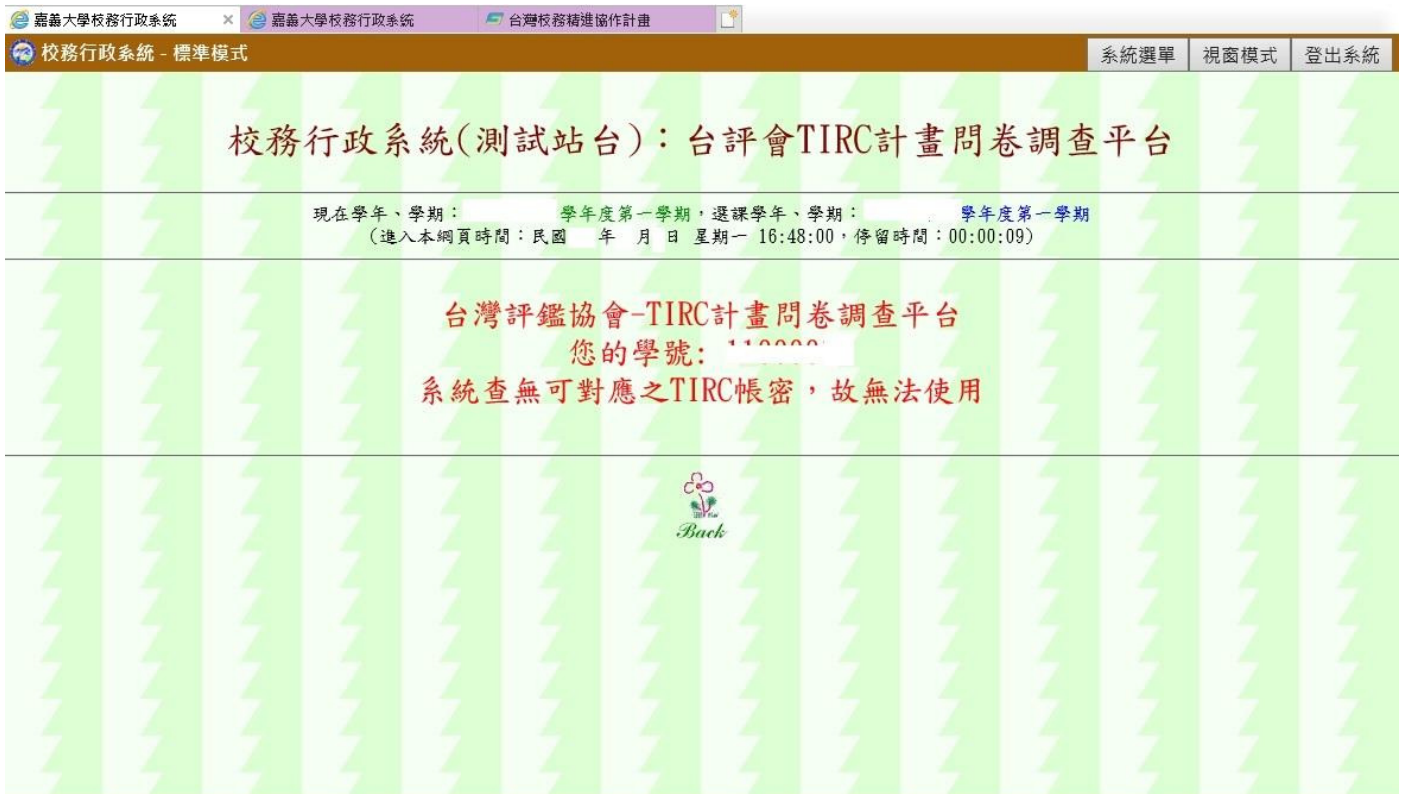 嘉義大學校務行政系統
嘉義大學校務行政系統
台灣校務精進協作計畫
校務行政系統 - 標準模式
系統選單
視窗模式
登出系統
校務行政系統(測試站台)：台評會TIRC計畫問卷調查平台
現在學年、學期： 學年度第一學期，選課學年、學期： 學年度第一學期
(進入本網頁時間：民國 年 月 日 星期一 16:48:00，停留時間：00:00:09)
台灣評鑑協會-TIRC計畫問卷調查平台
您的學號:
系統查無可對應之TIRC帳密，故無法使用
Back